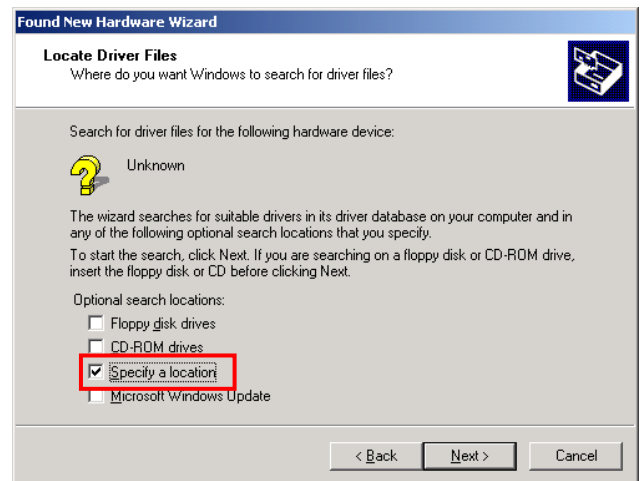 Found New Hardware Wizard
Locate Driver Files
Where do you want Windows to search for driver files?
Search for driver files for the following hardware device:
Unknown
The wizard searches for suitable drivers in its driver database on your computer and in
any of the following optional search locations that you specify.
To start the search, click Next. If you are searching on a floppy disk or CD-ROM drive,
insert the floppy disk or CD before clicking Next.
Optional search locations:
Floppy disk drives
CD-ROM drives
Specify a location
Microsoft Windows Update
< Back Next > Cancel